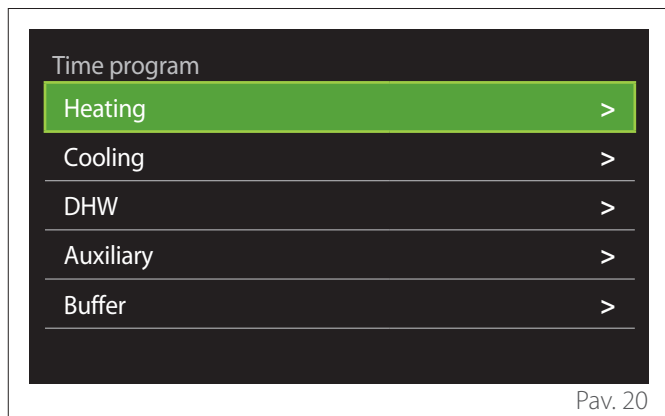 Time program
Heating >
Cooling >
DHW >
Auxiliary >
Buffer >
Pav. 20